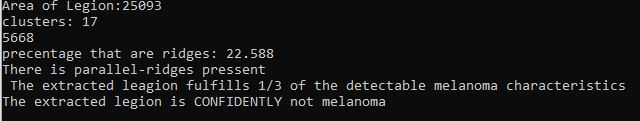 Area of Legion:25093
clusters: 17
5668
precentage that are ridges: 22.588
There is parallel-ridges pressent
The extracted leagion fulfills 1/3 of the detectable melanoma characteristics
The extracted legion is CONFIDENTLY not melanoma